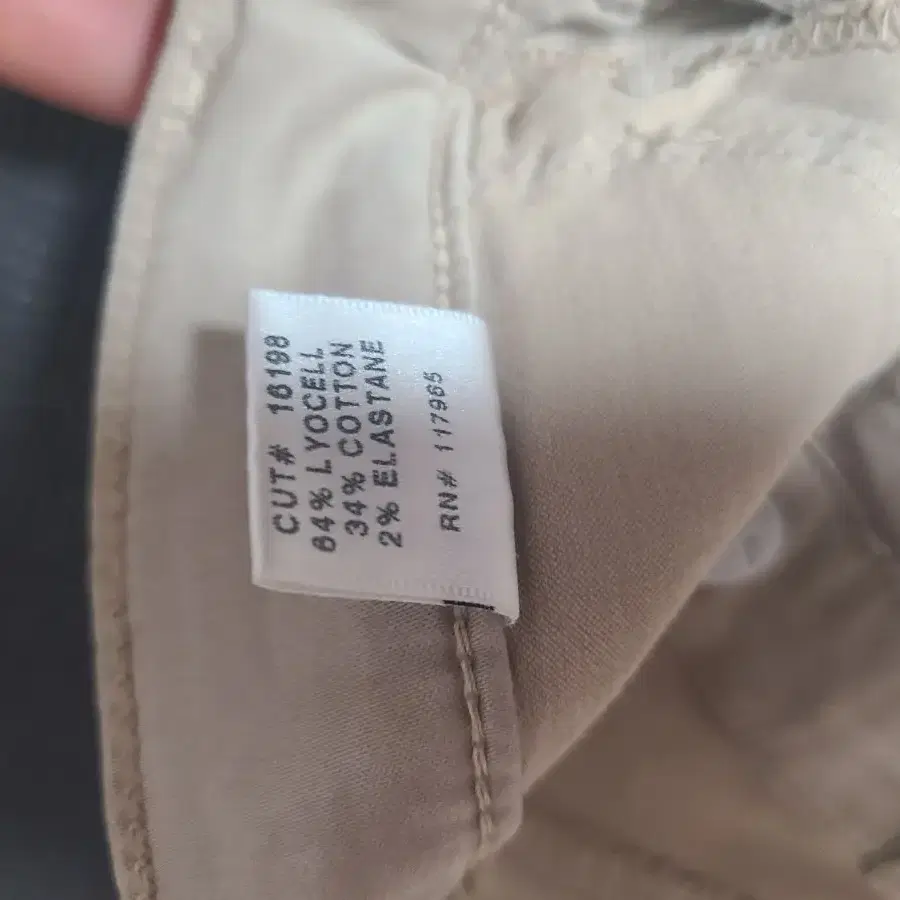 CUT# 16198
64% LYOCELL
34% COTTON
2% ELASTANE
RN# 117965